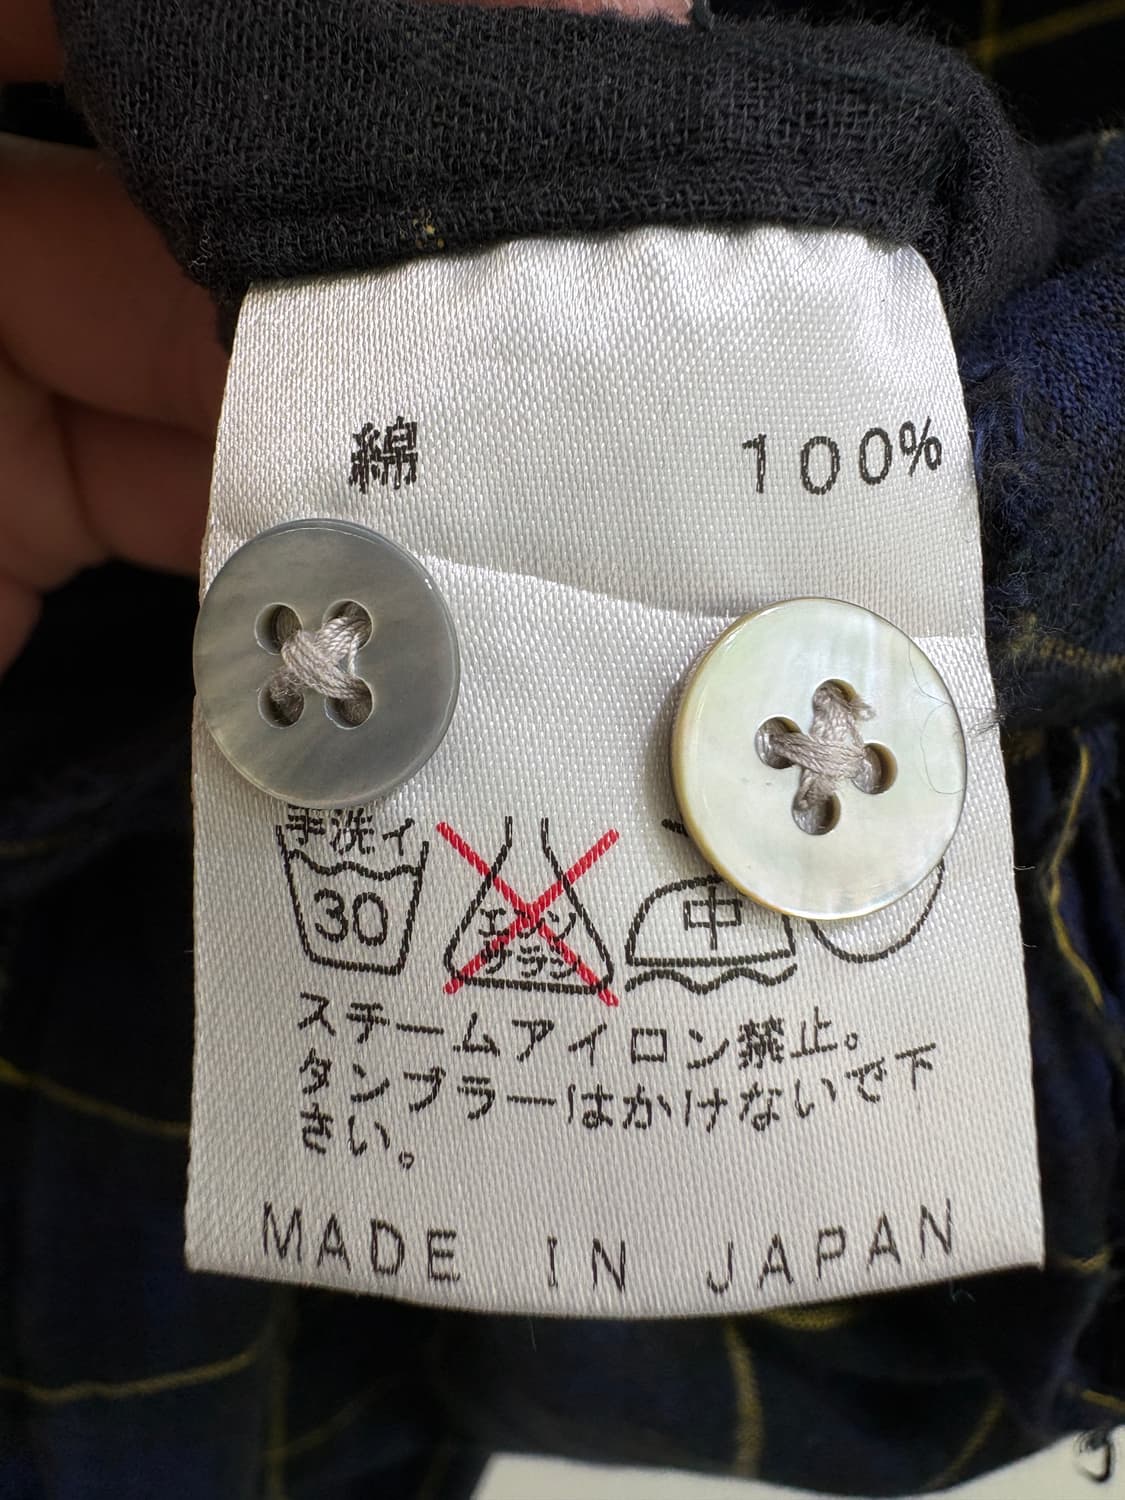 綿 100%
手洗イ
30
エンソ
サラシ
中
スチームアイロン禁止。
タンブラーはかけないで下
さい。
MADE IN JAPAN